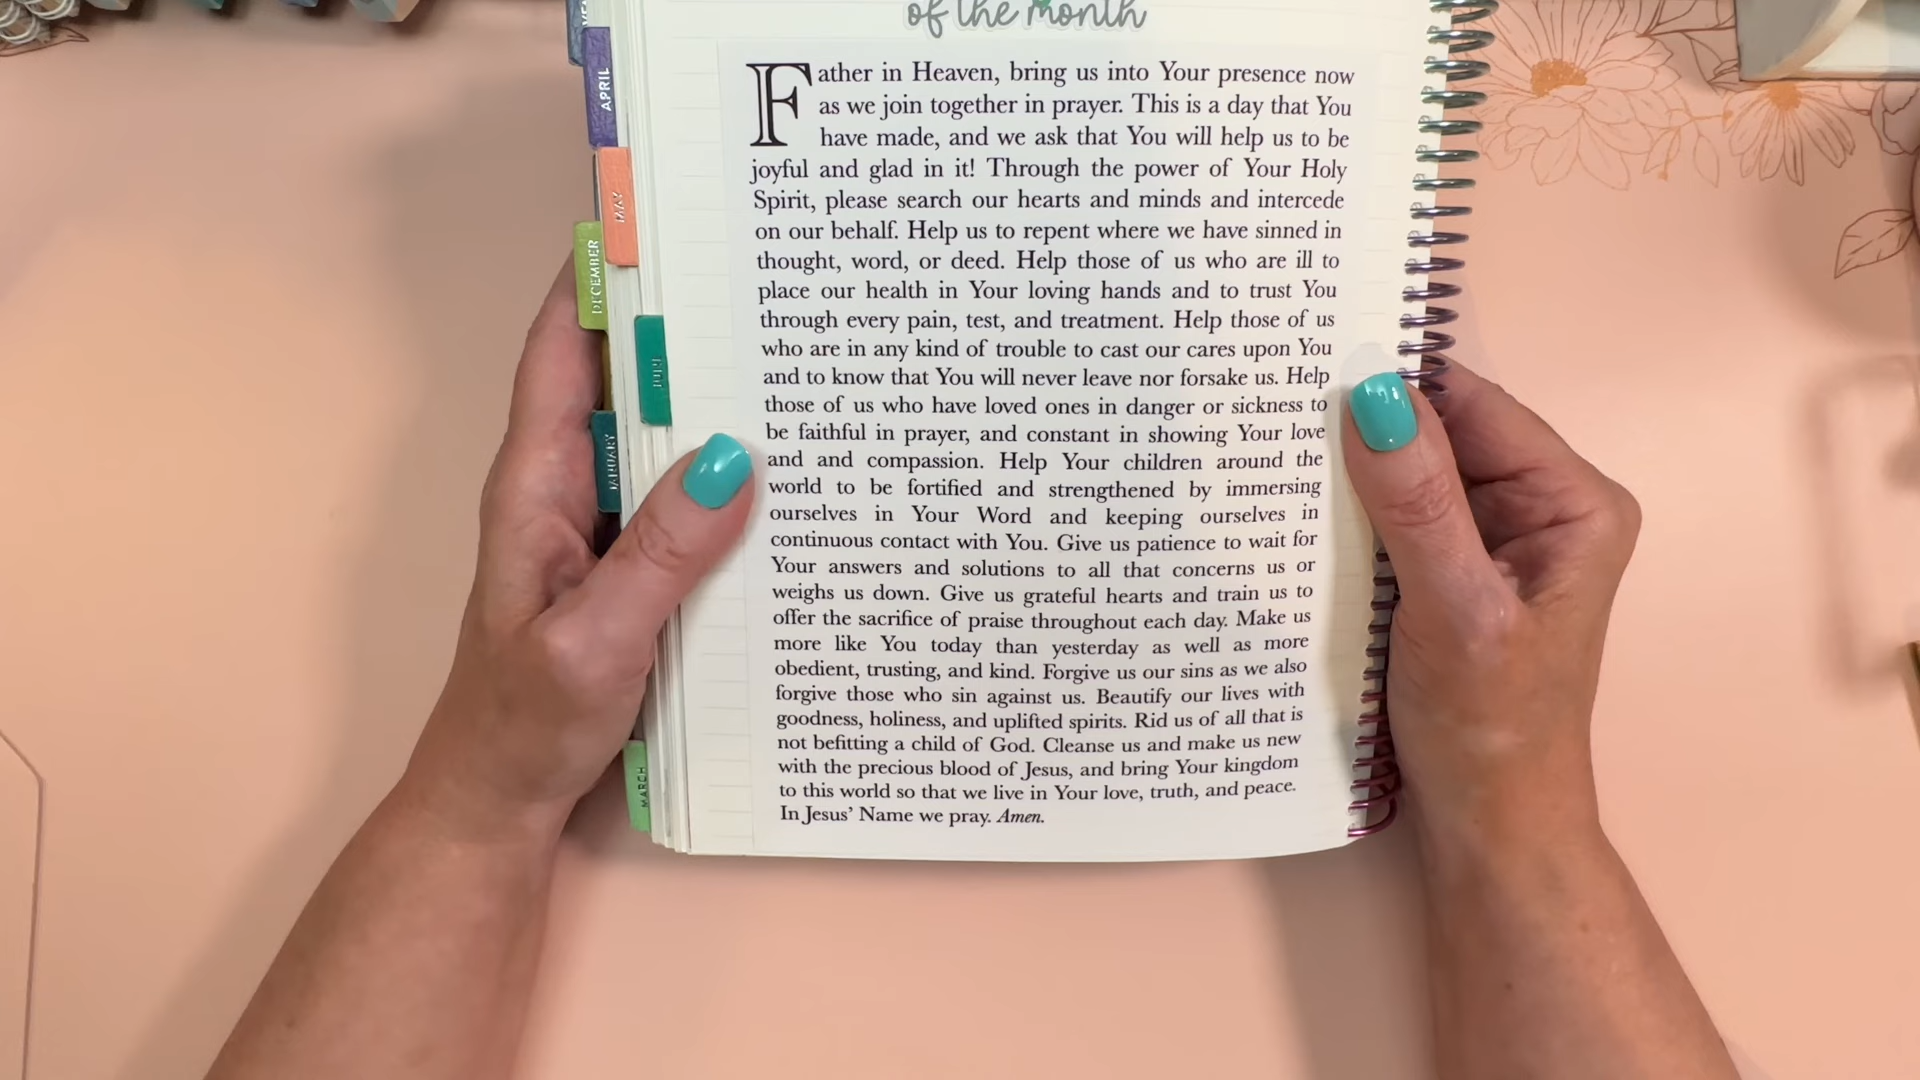 of the month
Father in Heaven, bring us into Your presence now
as we join together in prayer. This is a day that You
have made, and we ask that You will help us to be
joyful and glad in it! Through the power of Your Holy
Spirit, please search our hearts and minds and intercede
on our behalf. Help us to repent where we have sinned in
thought, word, or deed. Help those of us who are ill to
place our health in Your loving hands and to trust You
through every pain, test, and treatment. Help those of us
who are in any kind of trouble to cast our cares upon You
and to know that You will never leave nor forsake us. Help
those of us who have loved ones in danger or sickness to
be faithful in prayer, and constant in showing Your love
and and compassion. Help Your children around the
world to be fortified and strengthened by immersing
ourselves in Your Word and keeping ourselves in
continuous contact with You. Give us patience to wait for
Your answers and solutions to all that concerns us or
weighs us down. Give us grateful hearts and train us to
offer the sacrifice of praise throughout each day. Make us
more like You today than yesterday as well as more
obedient, trusting, and kind. Forgive us our sins as we also
forgive those who sin against us. Beautify our lives with
goodness, holiness, and uplifted spirits. Rid us of all that is
not befitting a child of God. Cleanse us and make us new
with the precious blood of Jesus, and bring Your kingdom
to this world so that we live in Your love, truth, and peace.
In Jesus' Name we pray. Amen.
APRIL
MAY
DECEMBER
JUNE
JANUARY
MARCH